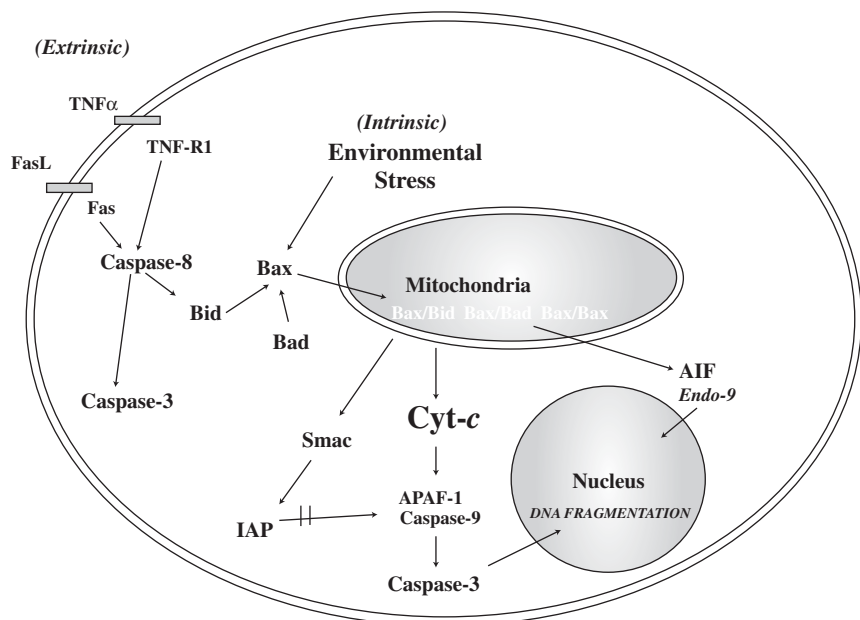 (Extrinsic)
TNFα
TNF-R1
FasL
Fas
(Intrinsic)
Environmental
Stress
Caspase-8
Bax
Bid
Bad
Mitochondria
Bax/Bid Bax/Bad Bax/Bax
Caspase-3
AIF
Endo-9
Cyt-c
Smac
Nucleus
DNA FRAGMENTATION
IAP
APAF-1
Caspase-9
Caspase-3